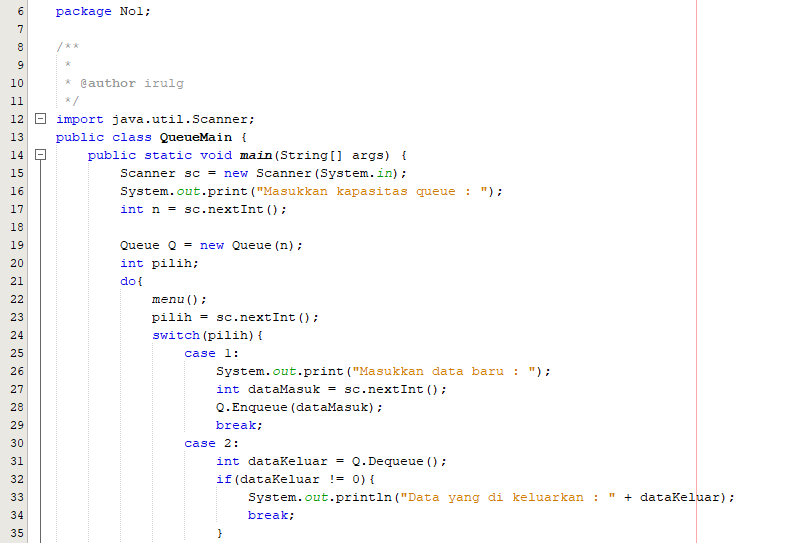 6 package No1;
7
8 /**
9 *
10 * @author irulg
11 */
12 import java.util.Scanner;
13 public class QueueMain {
14 public static void main(String[] args) {
15 Scanner sc = new Scanner(System.in);
16 System.out.print("Masukkan kapasitas queue : ");
17 int n = sc.nextInt();
18
19 Queue Q = new Queue(n);
20 int pilih;
21 do{
22 menu();
23 pilih = sc.nextInt();
24 switch(pilih){
25 case 1:
26 System.out.print("Masukkan data baru : ");
27 int dataMasuk = sc.nextInt();
28 Q.Enqueue(dataMasuk);
29 break;
30 case 2:
31 int dataKeluar = Q.Dequeue();
32 if(dataKeluar != 0){
33 System.out.println("Data yang di keluarkan : " + dataKeluar);
34 break;
35 }